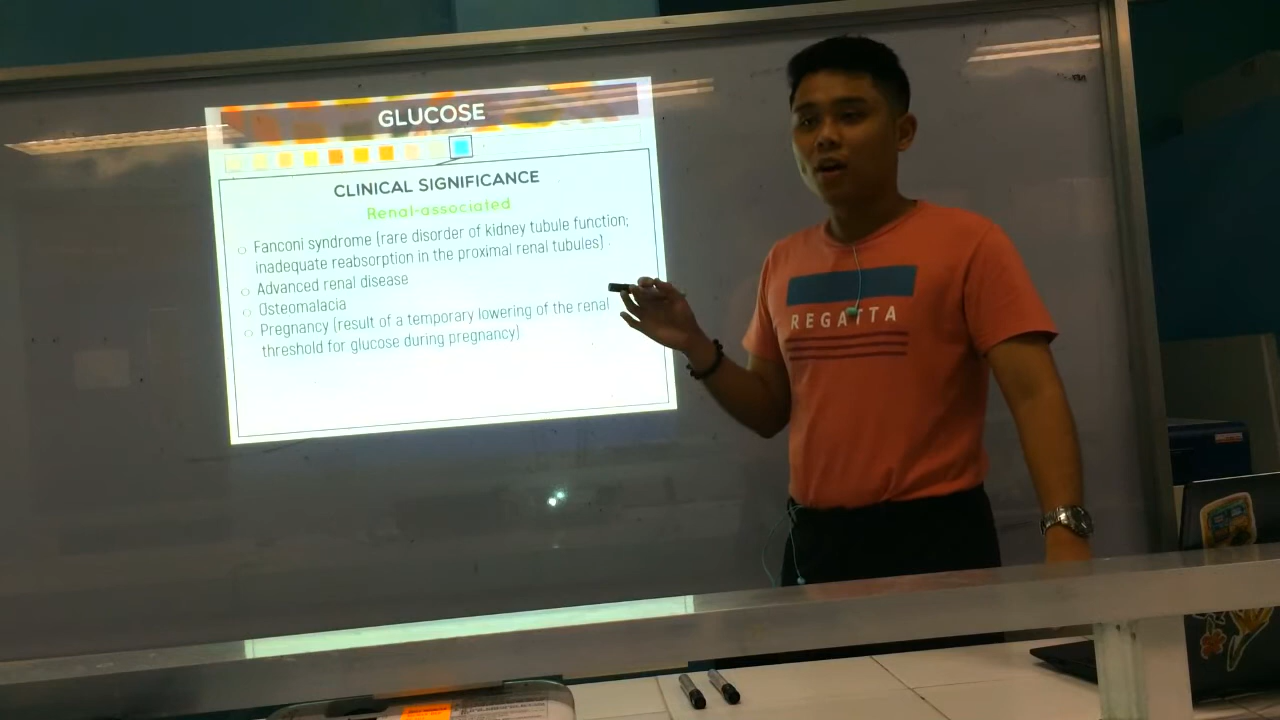 GLUCOSE
CLINICAL SIGNIFICANCE
Renal-associated
Fanconi syndrome (rare disorder of kidney tubule function;
inadequate reabsorption in the proximal renal tubules)
Advanced renal disease
Osteomalacia
Pregnancy (result of a temporary lowering of the renal
threshold for glucose during pregnancy)
REGATTA